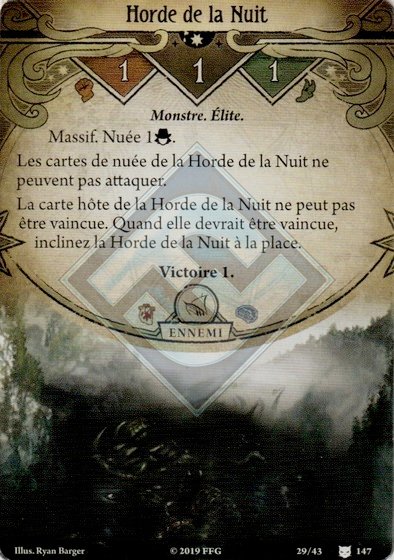 Horde de la Nuit
1 1 1
Monstre. Élite.
Massif. Nuée 1.
Les cartes de nuée de la Horde de la Nuit ne
peuvent pas attaquer.
La carte hôte de la Horde de la Nuit ne peut pas
être vaincue. Quand elle devrait être vaincue,
inclinez la Horde de la Nuit à la place.
Victoire 1.
ENNEMI
Illus. Ryan Barger © 2019 FFG 29/43 147